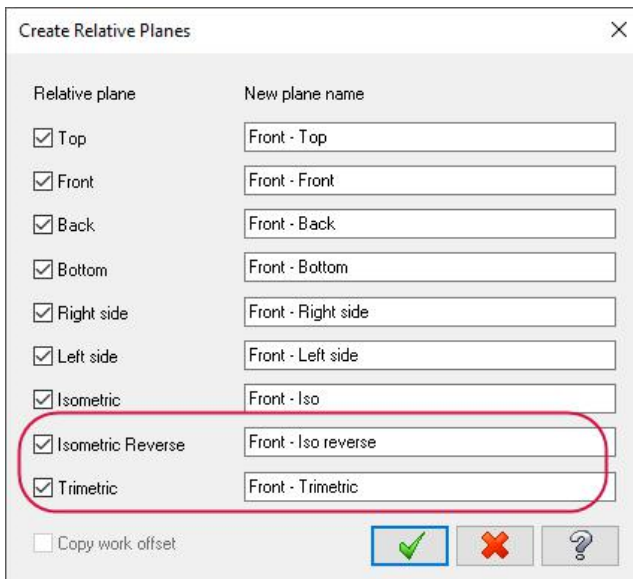 Create Relative Planes
Relative plane New plane name
Top Front - Top
Front Front - Front
Back Front - Back
Bottom Front - Bottom
Right side Front - Right side
Left side Front - Left side
Isometric Front - Iso
Isometric Reverse Front - Iso reverse
Trimetric Front - Trimetric
Copy work offset